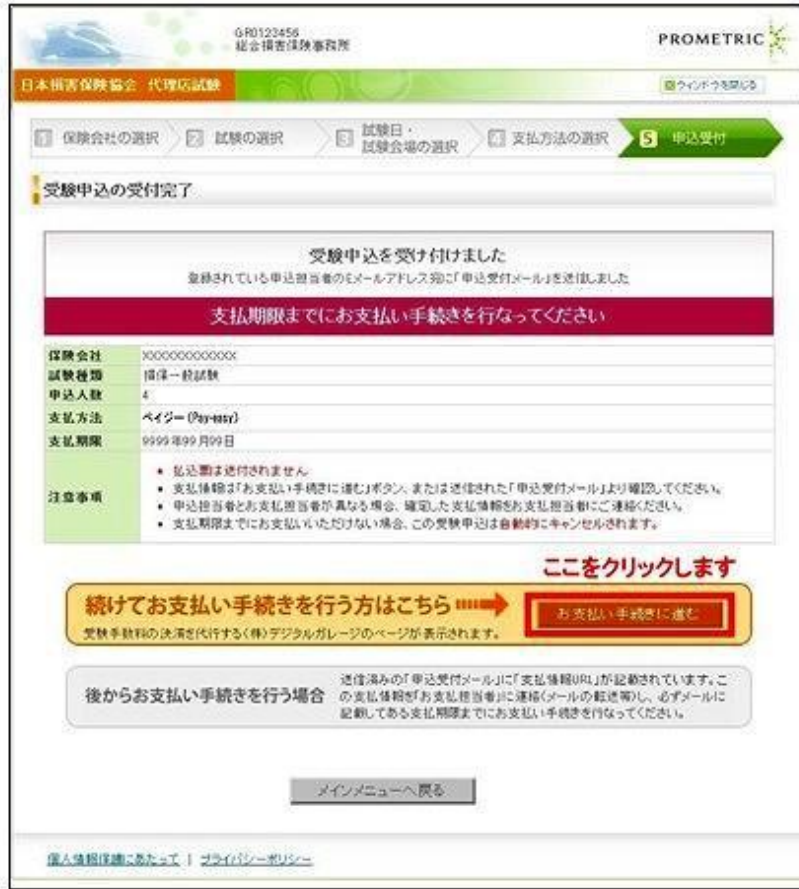 GR0123456
総合損害保険事務所
PROMETRIC
日本損害保険協会 代理店試験
ウィンドウを閉じる
1 保険会社の選択
2 試験の選択
3 試験日・
試験会場の選択
4 支払方法の選択
5 申込受付
受験申込の受付完了
受験申込を受け付けました
登録されている申込担当者のEメールアドレス宛に「申込受付メール」を送信しました
支払期限までにお支払い手続きを行なってください
保険会社 XXXXXXXXXXXX
試験種類 損保一般試験
申込人数 4
支払方法 ペイジー(Pay-easy)
支払期限 9999年99月99日
注意事項
• 払込票は送付されません
• 支払情報は「お支払い手続きに進む」ボタン、または送信された「申込受付メール」より確認してください。
• 申込担当者とお支払担当者が異なる場合、確定した支払情報をお支払担当者にご連絡ください。
• 支払期限までにお支払いいただけない場合、この受験申込は自動的にキャンセルされます。
ここをクリックします
続けてお支払い手続きを行う方はこちら
お支払い手続きに進む
受験手数料の決済を代行する(株)デジタルガレージのページが表示されます。
後からお支払い手続きを行う場合
送信済みの「申込受付メール」に「支払情報URL」が記載されています。こ
の支払情報を「お支払担当者」に連絡(メールの転送等)し、必ずメールに
記載してある支払期限までにお支払い手続きを行なってください。
メインメニューへ戻る
個人情報保護にあたって | プライバシーポリシー